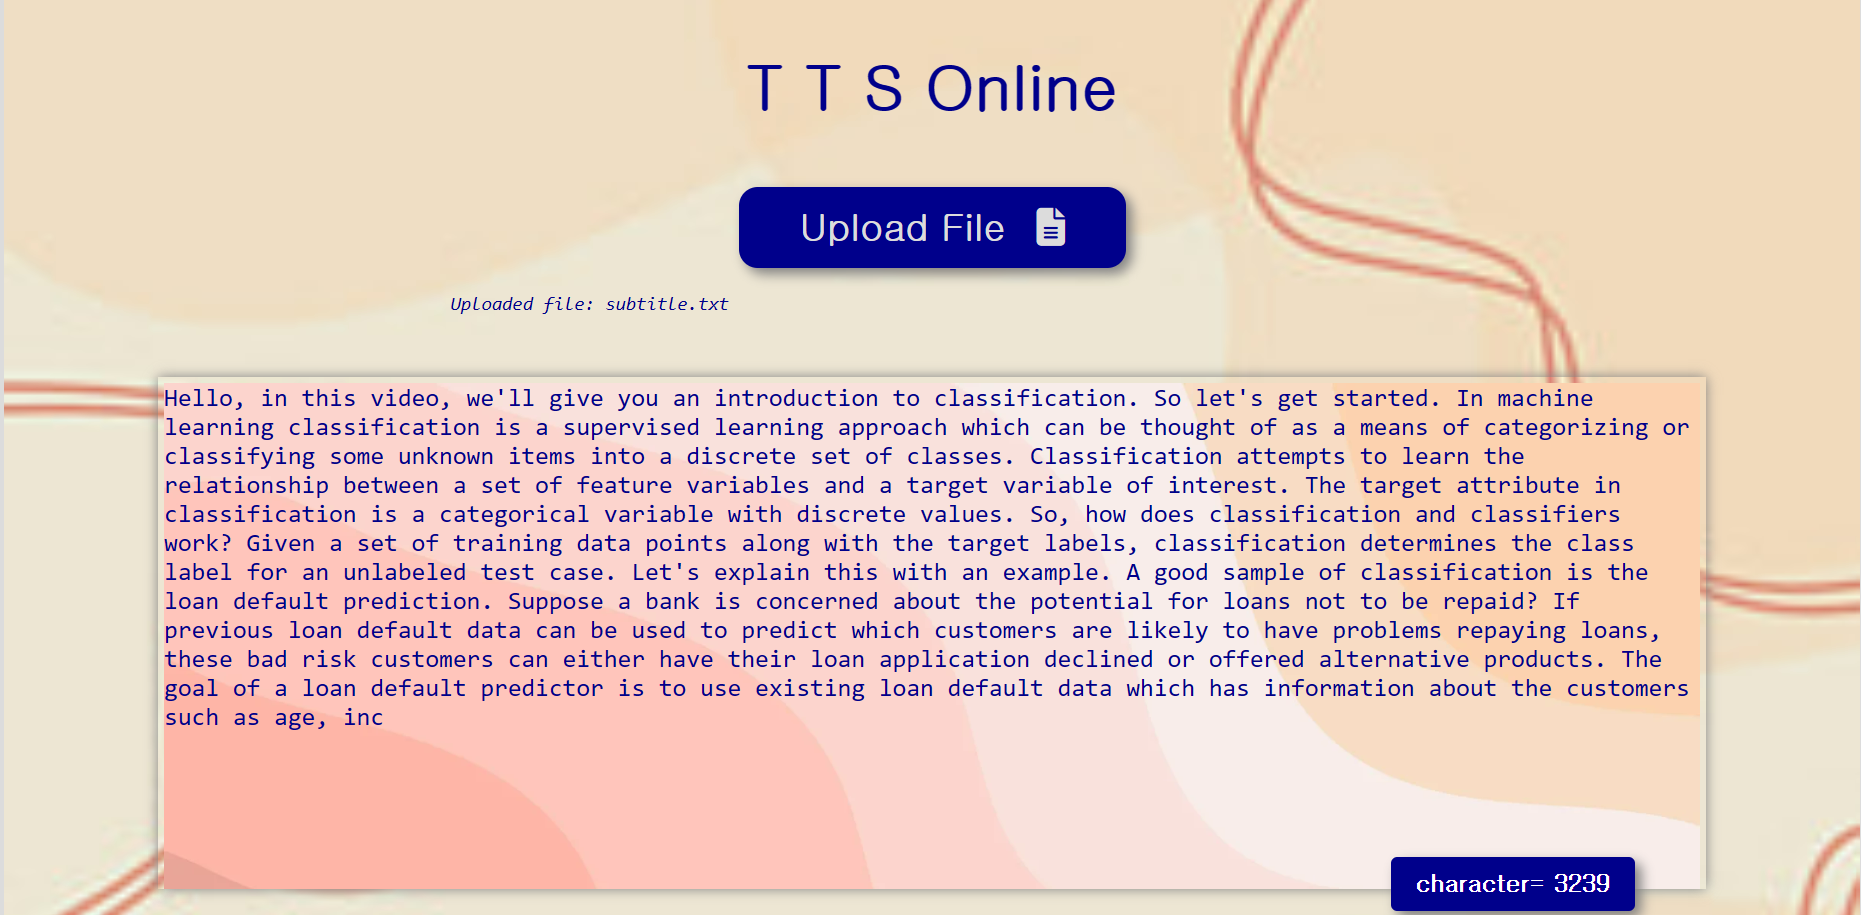 T T S Online
Upload File
Uploaded file: subtitle.txt
Hello, in this video, we'll give you an introduction to classification. So let's get started. In machine
learning classification is a supervised learning approach which can be thought of as a means of categorizing or
classifying some unknown items into a discrete set of classes. Classification attempts to learn the
relationship between a set of feature variables and a target variable of interest. The target attribute in
classification is a categorical variable with discrete values. So, how does classification and classifiers
work? Given a set of training data points along with the target labels, classification determines the class
label for an unlabeled test case. Let's explain this with an example. A good sample of classification is the
loan default prediction. Suppose a bank is concerned about the potential for loans not to be repaid? If
previous loan default data can be used to predict which customers are likely to have problems repaying loans,
these bad risk customers can either have their loan application declined or offered alternative products. The
goal of a loan default predictor is to use existing loan default data which has information about the customers
such as age, inc
character= 3239